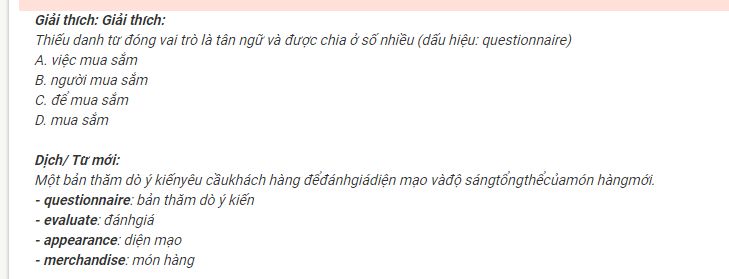 Giải thích: Giải thích:
Thiếu danh từ đóng vai trò là tân ngữ và được chia ở số nhiều (dấu hiệu: questionnaire)
A. việc mua sắm
B. người mua sắm
C. để mua sắm
D. mua sắm
Dịch/ Từ mới:
Một bản thăm dò ý kiếnyêu cầukhách hàng đểđánhgiádiện mạo vàđộ sángtổngthểcủamón hàngmới.
- questionnaire: bản thăm dò ý kiến
- evaluate: đánhgiá
- appearance: diện mạo
- merchandise: món hàng